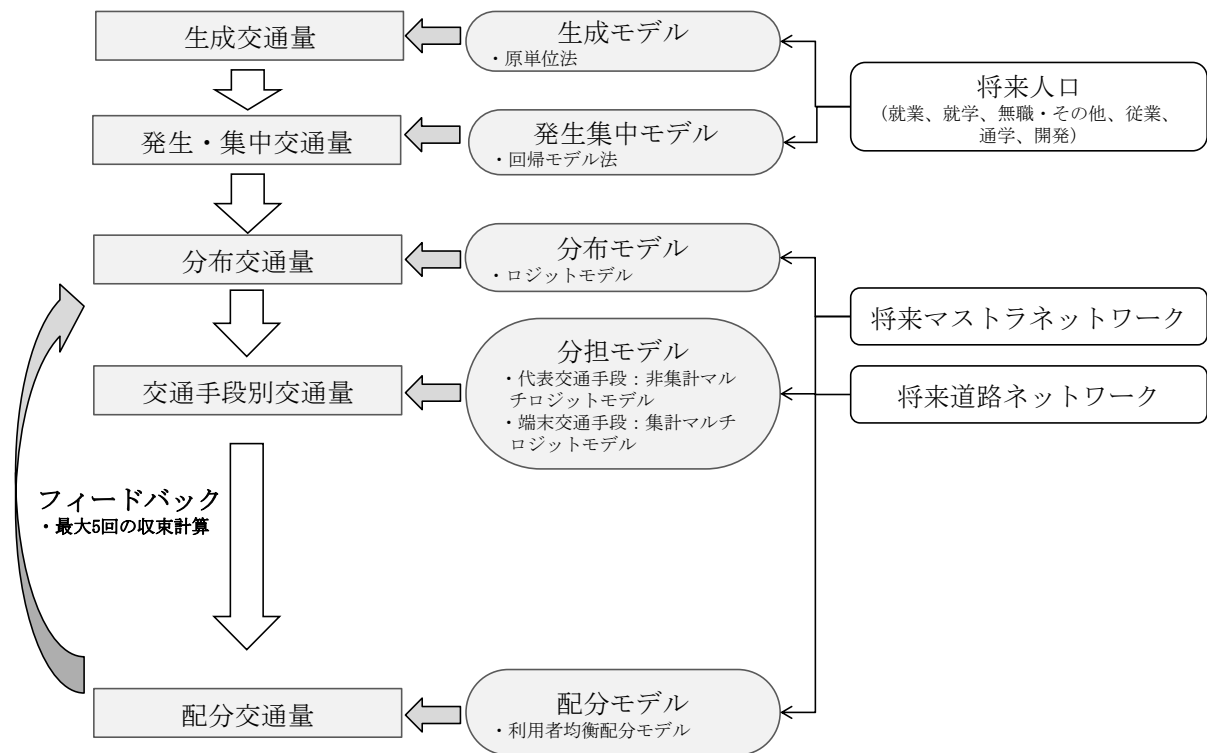 生成交通量
生成モデル
・原単位法
将来人口
(就業、就学、無職・その他、従業、
通学、開発)
発生・集中交通量
発生集中モデル
・回帰モデル法
分布交通量
分布モデル
・ロジットモデル
将来マストラネットワーク
交通手段別交通量
分担モデル
・代表交通手段：非集計マル
チロジットモデル
・端末交通手段：集計マルチ
ロジットモデル
将来道路ネットワーク
フィードバック
・最大5回の収束計算
配分交通量
配分モデル
・利用者均衡配分モデル